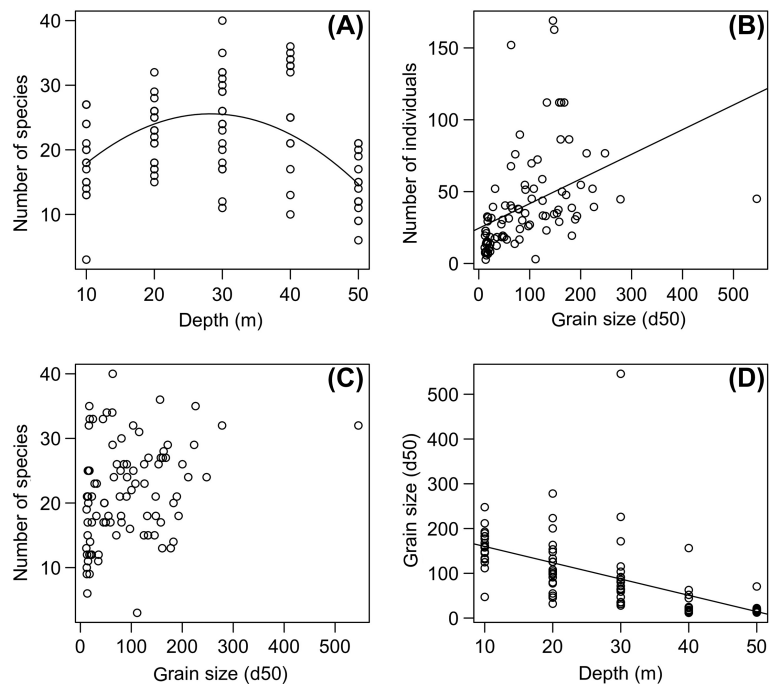 (A)
40
30
20
10
Number of species
10 20 30 40 50
Depth (m)
(B)
150
100
50
0
Number of individuals
0 100 200 300 400 500
Grain size (d50)
(C)
40
30
20
10
Number of species
0 100 200 300 400 500
Grain size (d50)
(D)
500
400
300
200
100
0
Grain size (d50)
10 20 30 40 50
Depth (m)